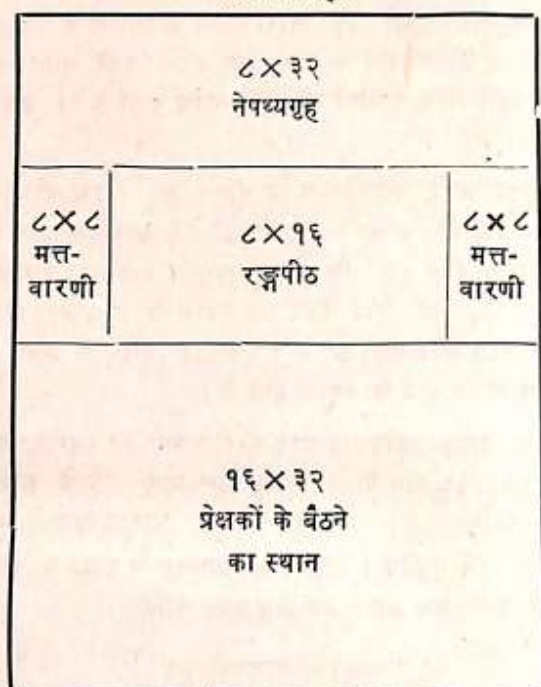 ८×३२
नेपथ्यगृह
८×८
मत्त-
वारणी
८×१६
रङ्गपीठ
८×८
मत्त-
वारणी
१६×३२
प्रेक्षकों के बैठने
का स्थान